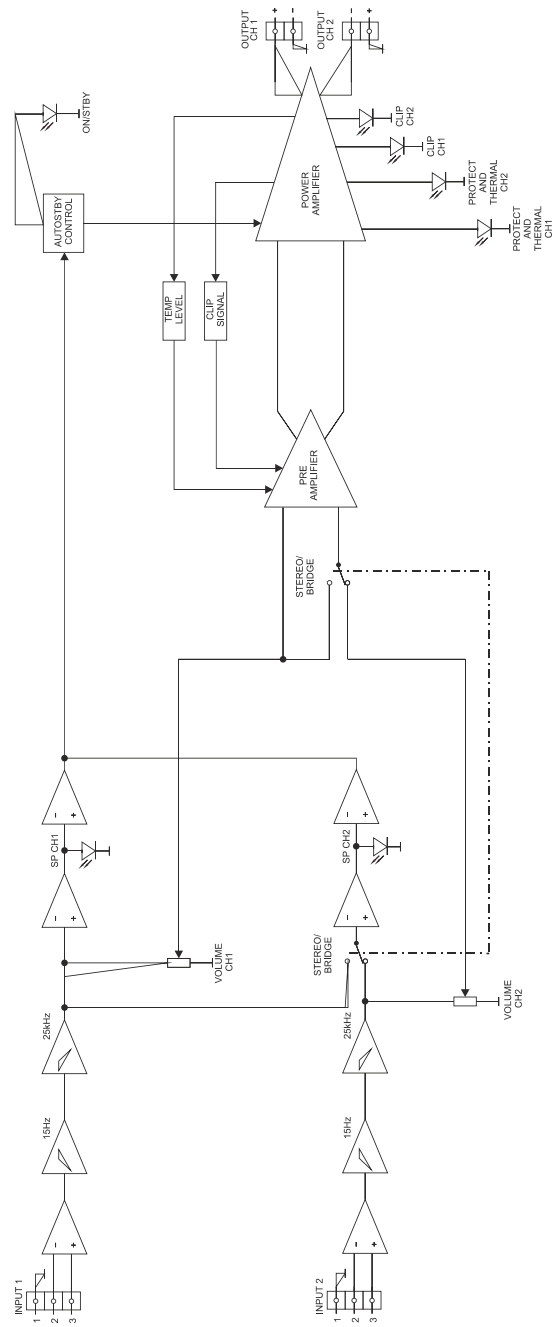 INPUT 1
1
2
3
-
+
15Hz
25kHz
VOLUME
CH1
-
+
SP CH1
-
+
INPUT 2
1
2
3
-
+
15Hz
25kHz
STEREO/
BRIDGE
VOLUME
CH2
-
+
SP CH2
-
+
STEREO/
BRIDGE
PRE
AMPLIFIER
TEMP
LEVEL
CLIP
SIGNAL
AUTOSTBY
CONTROL
ON/STBY
POWER
AMPLIFIER
PROTECT
AND
THERMAL
CH1
PROTECT
AND
THERMAL
CH2
CLIP
CH1
CLIP
CH2
OUTPUT
CH 1
+
-
OUTPUT
CH 2
-
+